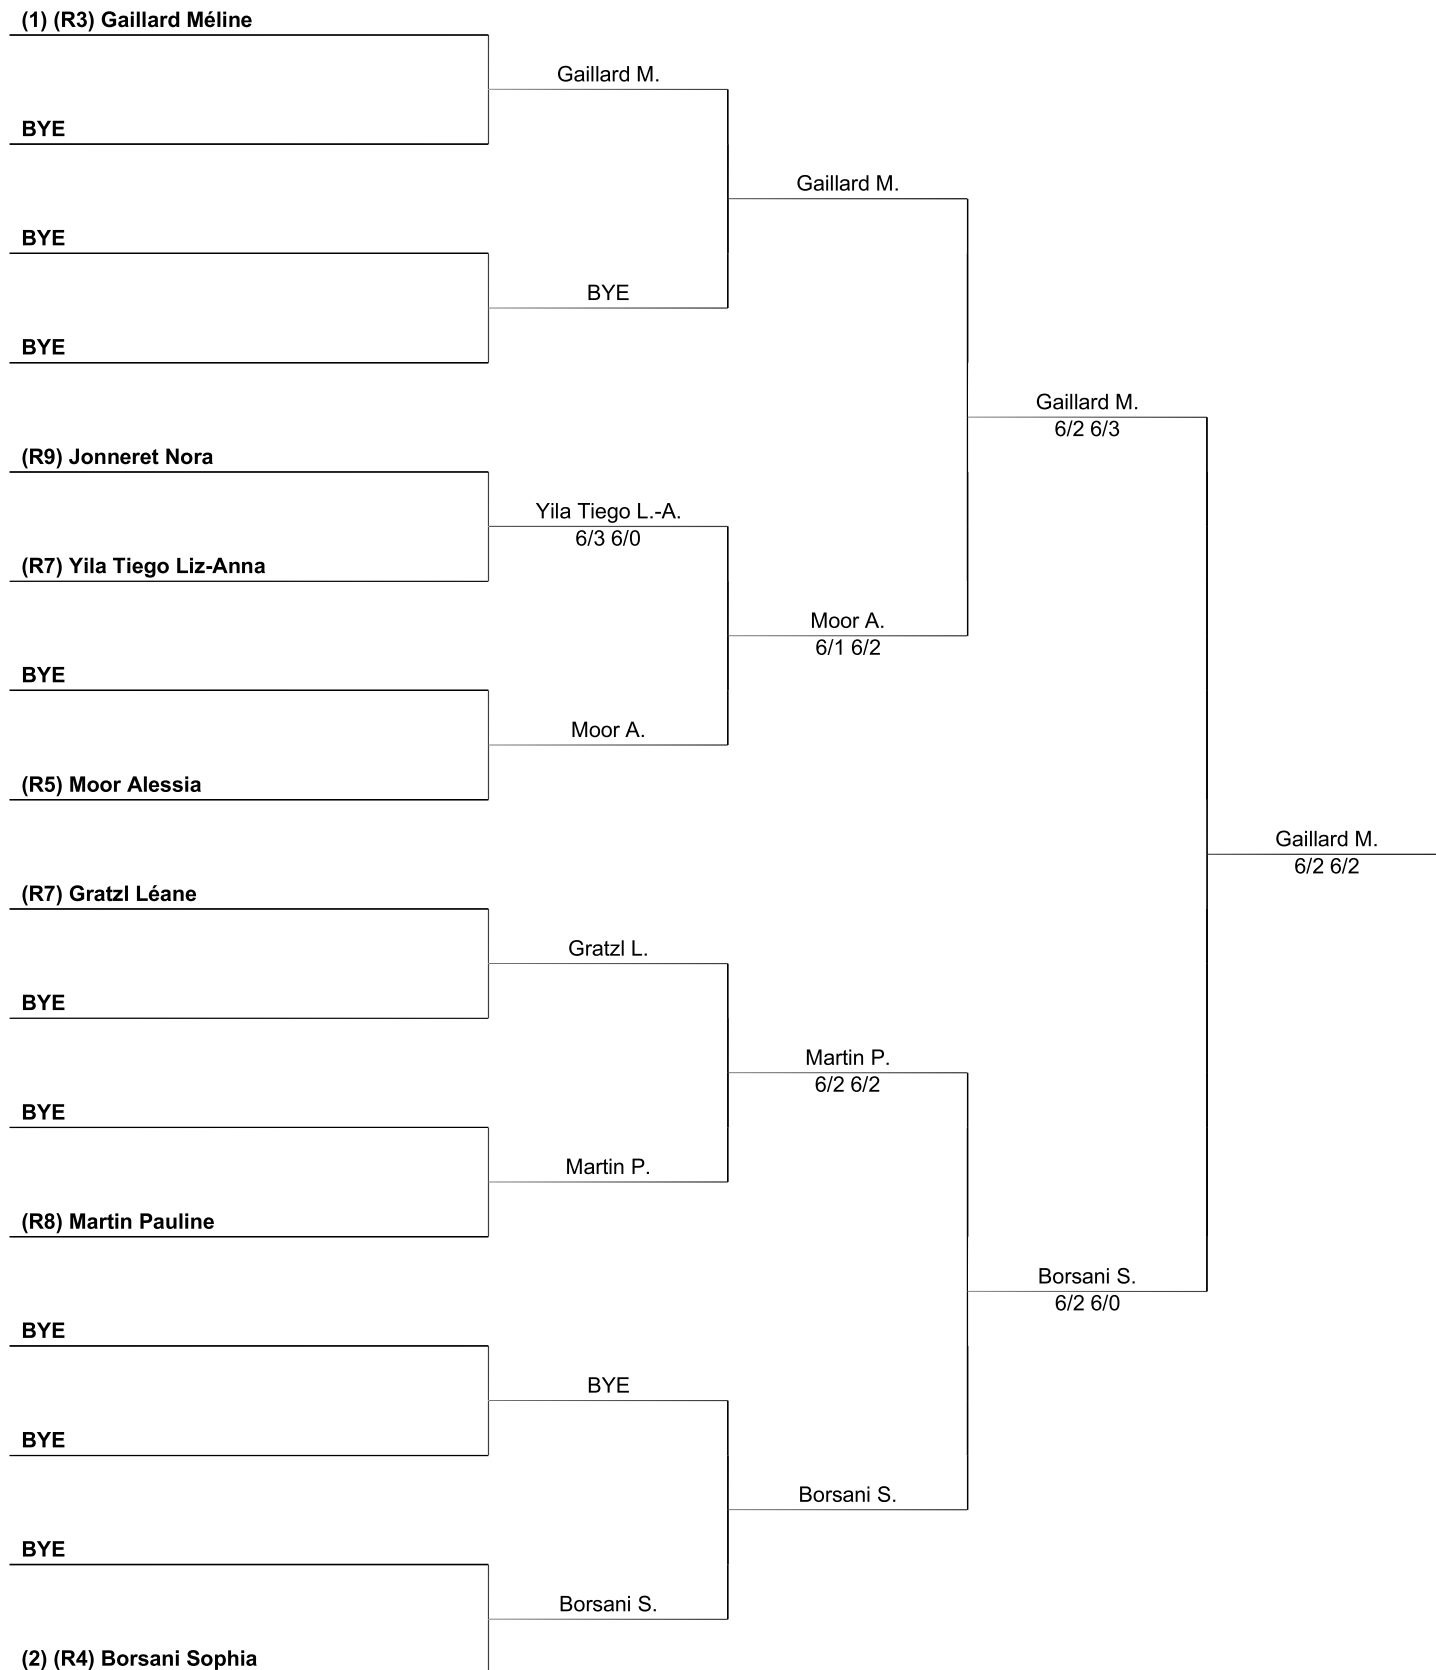 (1) (R3) Gaillard Méline
Gaillard M.
BYE
Gaillard M.
BYE
BYE
BYE
Gaillard M.
6/2 6/3
(R9) Jonneret Nora
Yila Tiego L.-A.
6/3 6/0
(R7) Yila Tiego Liz-Anna
Moor A.
6/1 6/2
BYE
Moor A.
(R5) Moor Alessia
Gaillard M.
6/2 6/2
(R7) Gratzl Léane
Gratzl L.
BYE
Martin P.
6/2 6/2
BYE
Martin P.
(R8) Martin Pauline
Borsani S.
6/2 6/0
BYE
BYE
BYE
Borsani S.
BYE
Borsani S.
(2) (R4) Borsani Sophia